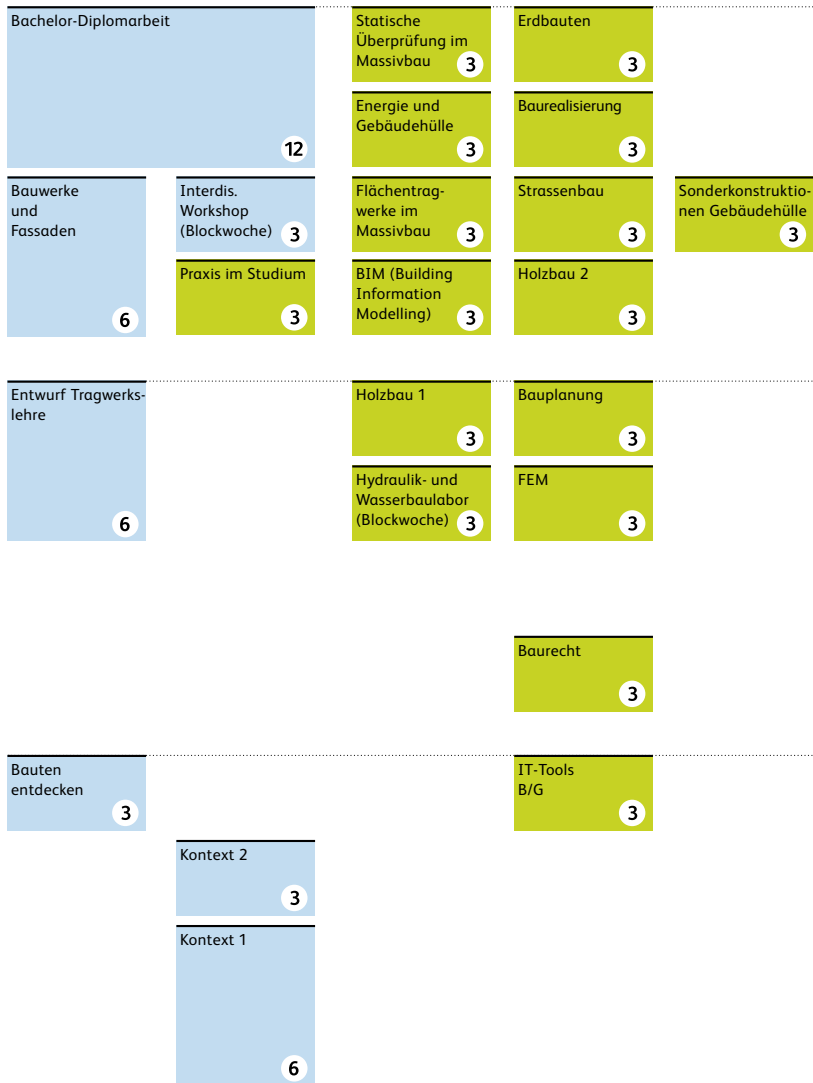 Bachelor-Diplomarbeit
12
Statische
Überprüfung im
Massivbau
3
Erdbauten
3
Energie und
Gebäudehülle
3
Baurealisierung
3
Bauwerke
und
Fassaden
6
Interdis.
Workshop
(Blockwoche)
3
Flächentrag-
werke im
Massivbau
3
Strassenbau
3
Sonderkonstruktio-
nen Gebäudehülle
3
Praxis im Studium
3
BIM (Building
Information
Modelling)
3
Holzbau 2
3
Entwurf Tragwerks-
lehre
6
Holzbau 1
3
Bauplanung
3
Hydraulik- und
Wasserbaulabor
(Blockwoche)
3
FEM
3
Baurecht
3
Bauten
entdecken
3
IT-Tools
B/G
3
Kontext 2
3
Kontext 1
6